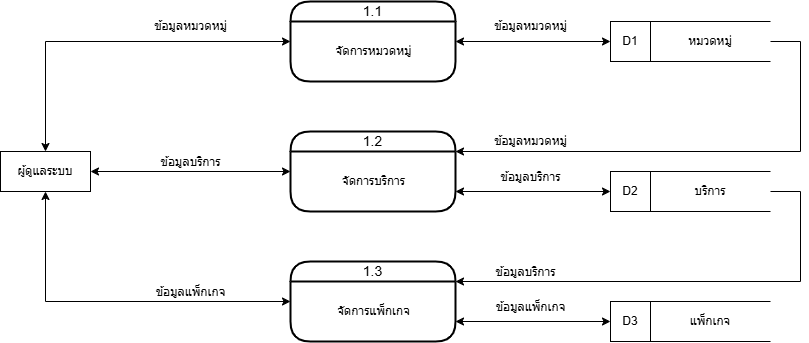 1.1
ข้อมูลหมวดหมู่
จัดการหมวดหมู่
ข้อมูลหมวดหมู่
D1
หมวดหมู่
ผู้ดูแลระบบ
ข้อมูลบริการ
1.2
จัดการบริการ
ข้อมูลหมวดหมู่
ข้อมูลบริการ
D2
บริการ
ข้อมูลแพ็กเกจ
1.3
จัดการแพ็กเกจ
ข้อมูลบริการ
ข้อมูลแพ็กเกจ
D3
แพ็กเกจ